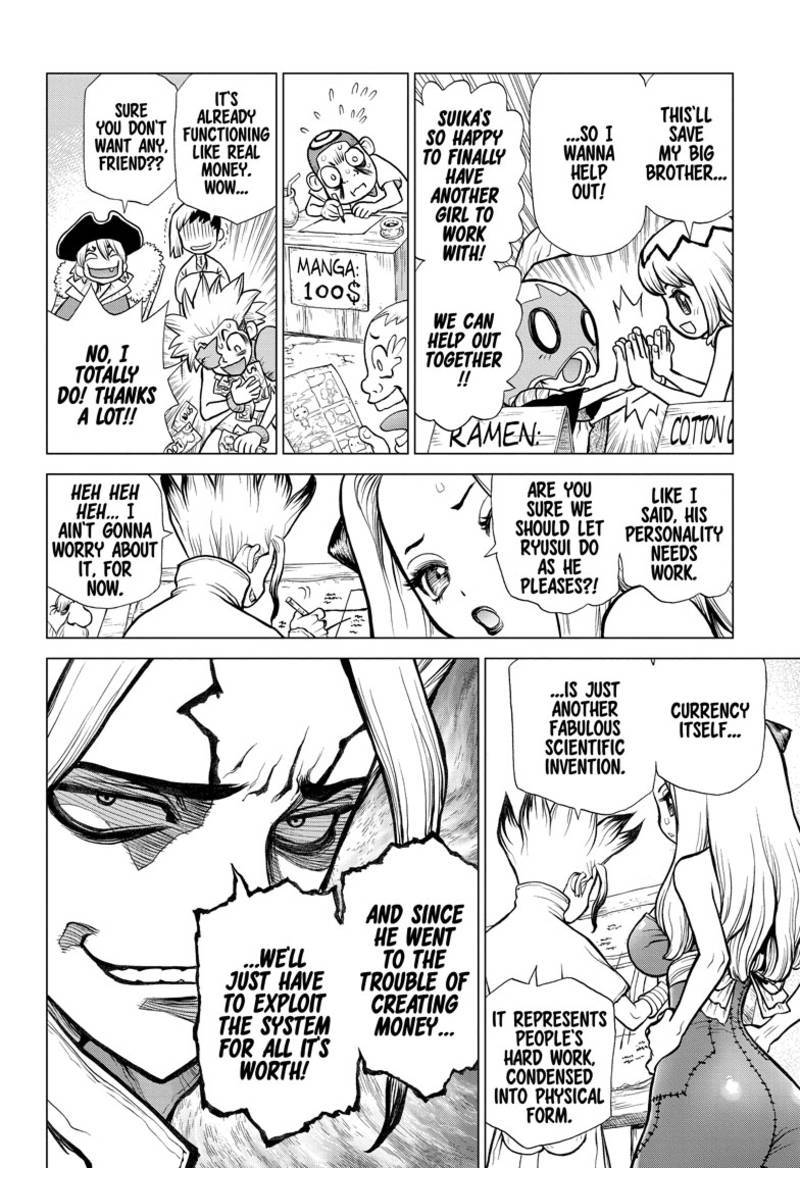 THIS'LL
SAVE
MY BIG
BROTHER...
...SO I
WANNA
HELP
OUT!
SUIKA'S
SO HAPPY
TO FINALLY
HAVE
ANOTHER
GIRL TO
WORK
WITH!
WE CAN
HELP OUT
TOGETHER
!!
RAMEN:
COTTON C
MANGA:
100$
IT'S
ALREADY
FUNCTIONING
LIKE REAL
MONEY.
WOW...
SURE
YOU DON'T
WANT ANY,
FRIEND??
NO, I
TOTALLY
DO! THANKS
A LOT!!
LIKE I
SAID, HIS
PERSONALITY
NEEDS
WORK.
ARE YOU
SURE WE
SHOULD LET
RYUSUI DO
AS HE
PLEASES?!
HEH HEH
HEH... I
AIN'T GONNA
WORRY ABOUT
IT, FOR
NOW.
CURRENCY
ITSELF...
...IS JUST
ANOTHER
FABULOUS
SCIENTIFIC
INVENTION.
IT REPRESENTS
PEOPLE'S
HARD WORK,
CONDENSED
INTO PHYSICAL
FORM.
AND SINCE
HE WENT
TO THE
TROUBLE OF
CREATING
MONEY...
...WE'LL
JUST HAVE
TO EXPLOIT
THE SYSTEM
FOR ALL IT'S
WORTH!